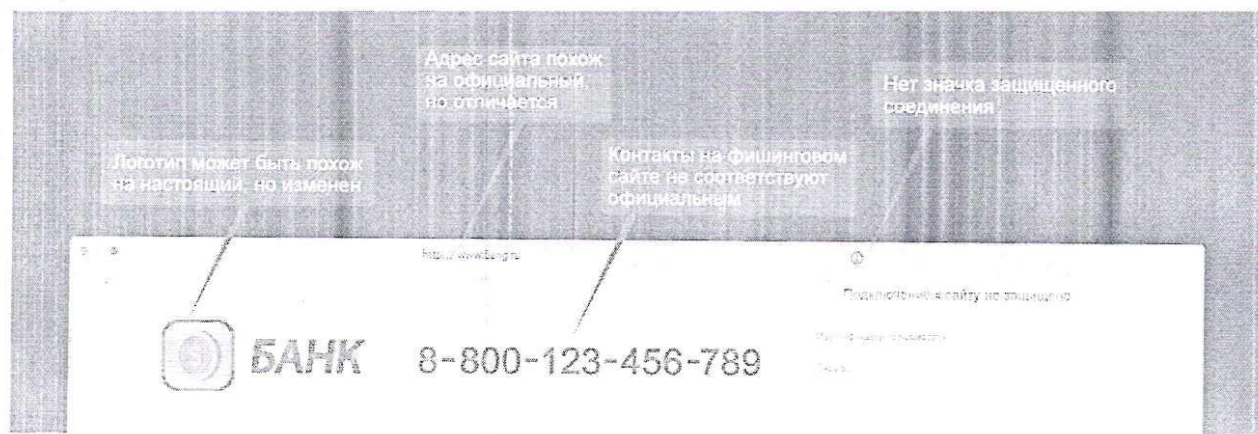 Адрес сайта похож
на официальный,
но отличается
Нет значка защищенного
соединения
Логотип может быть похож
на настоящий, но изменен
Контакты на фишинговом
сайте не соответствуют
официальным
Подключение к сайту не защищено
БАНК
8-800-123-456-789